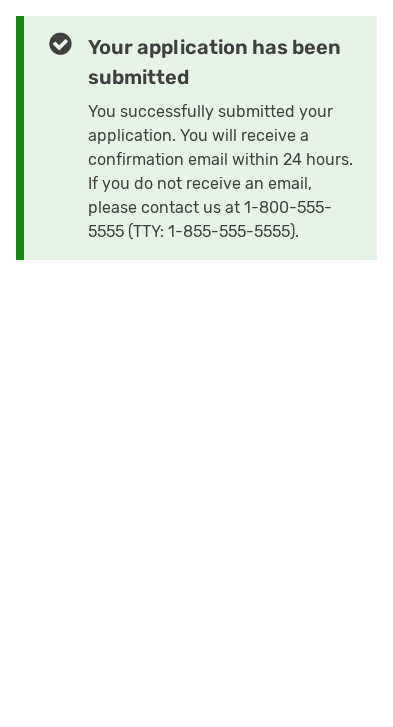 Your application has been
submitted
You successfully submitted your
application. You will receive a
confirmation email within 24 hours.
If you do not receive an email,
please contact us at 1-800-555-
5555 (TTY: 1-855-555-5555).